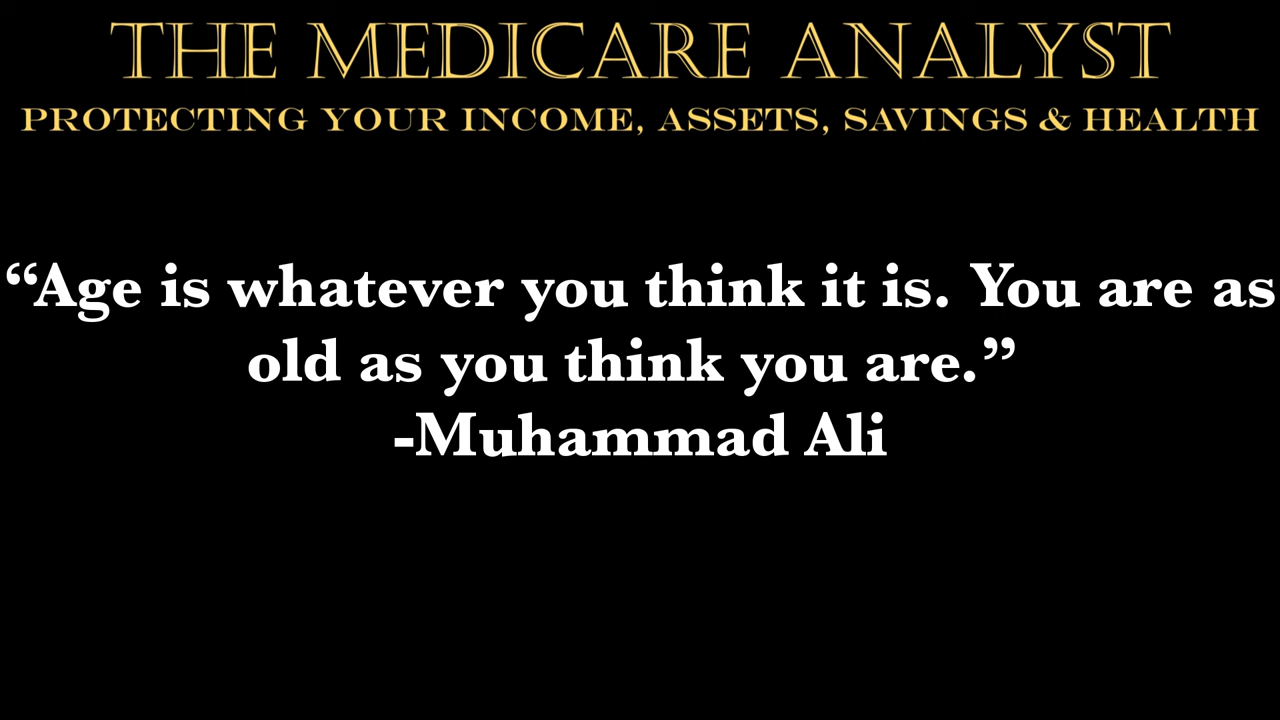 THE MEDICARE ANALYST
PROTECTING YOUR INCOME, ASSETS, SAVINGS & HEALTH
“Age is whatever you think it is. You are as
old as you think you are.”
-Muhammad Ali